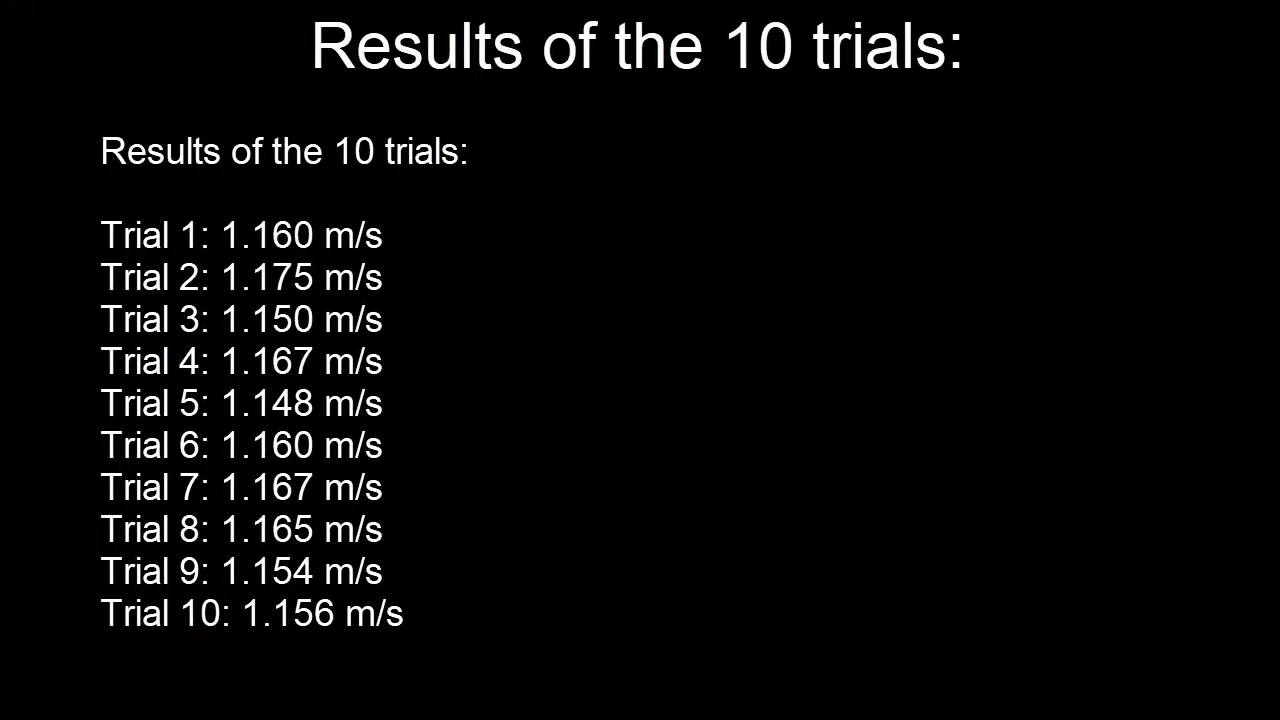 Results of the 10 trials:
Results of the 10 trials:
Trial 1: 1.160 m/s
Trial 2: 1.175 m/s
Trial 3: 1.150 m/s
Trial 4: 1.167 m/s
Trial 5: 1.148 m/s
Trial 6: 1.160 m/s
Trial 7: 1.167 m/s
Trial 8: 1.165 m/s
Trial 9: 1.154 m/s
Trial 10: 1.156 m/s